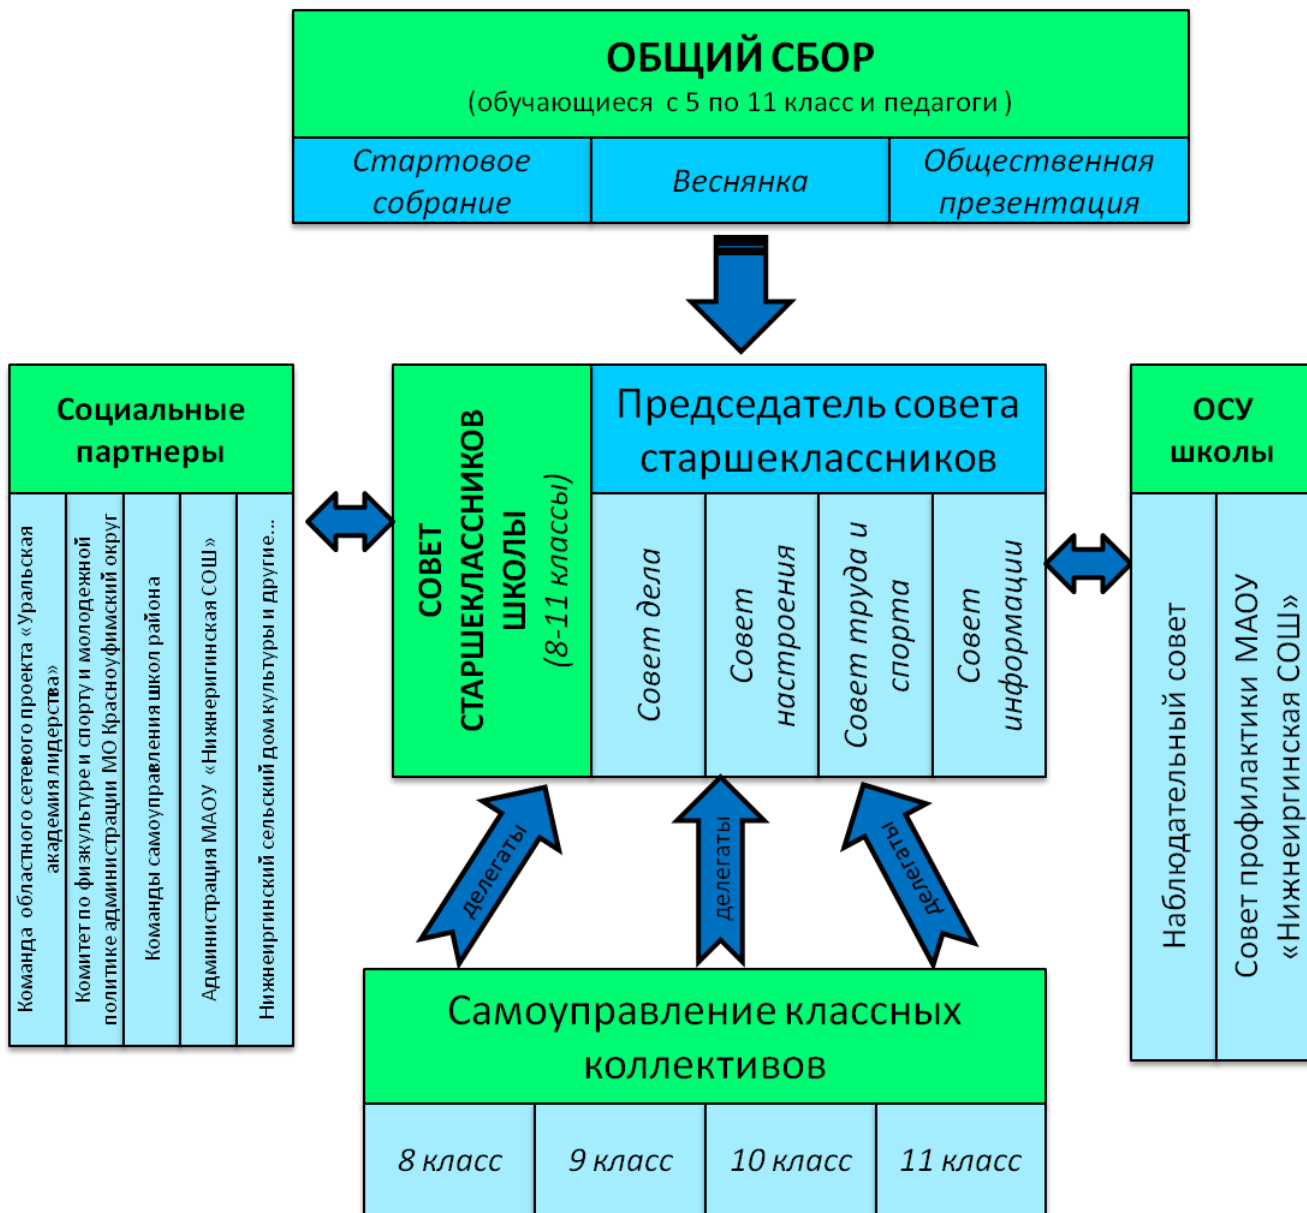 ОБЩИЙ СБОР
(обучающиеся с 5 по 11 класс и педагоги )
Стартовое
собрание
Веснянка
Общественная
презентация
Социальные
партнеры
Команда областного сетевого проекта «Уральская
академия лидерства»
Комитет по физкультуре и спорту и молодежной
политике администрации МО Красноуфимский округ
Команды самоуправления школ района
Администрация МАОУ «Нижнеригинская СОШ»
Нижнеиргинский сельский дом культуры и другие...
СОВЕТ
СТАРШЕКЛАССНИКОВ
ШКОЛЫ
(8-11 классы)
Председатель совета
старшеклассников
Совет дела
Совет
настроения
Совет труда и
спорта
Совет
информации
ОСУ
школы
Наблюдательный совет
Совет профилактики МАОУ
«Нижнеиргинская СОШ»
делегаты
делегаты
делегаты
Самоуправление классных
коллективов
8 класс
9 класс
10 класс
11 класс